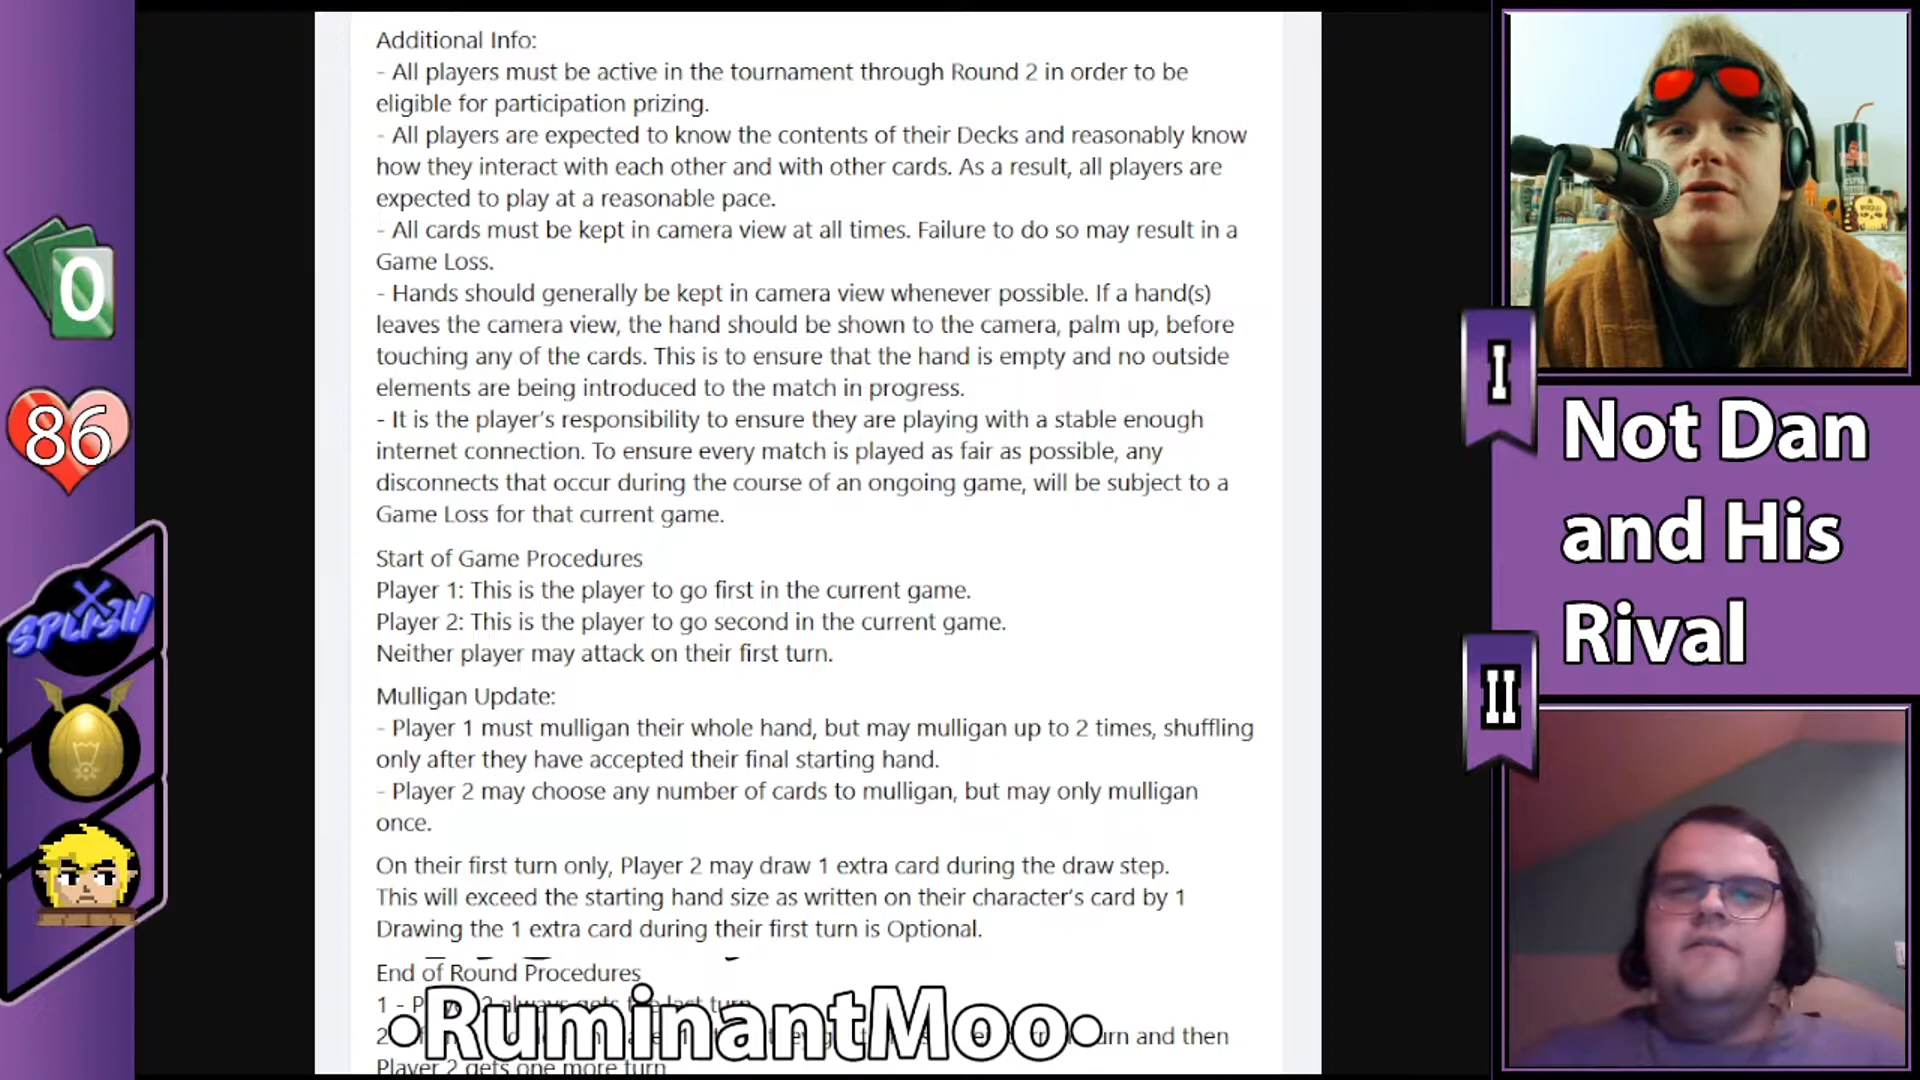 Additional Info:
- All players must be active in the tournament through Round 2 in order to be
eligible for participation prizing.
- All players are expected to know the contents of their Decks and reasonably know
how they interact with each other and with other cards. As a result, all players are
expected to play at a reasonable pace.
- All cards must be kept in camera view at all times. Failure to do so may result in a
Game Loss.
- Hands should generally be kept in camera view whenever possible. If a hand(s)
leaves the camera view, the hand should be shown to the camera, palm up, before
touching any of the cards. This is to ensure that the hand is empty and no outside
elements are being introduced to the match in progress.
- It is the player's responsibility to ensure they are playing with a stable enough
internet connection. To ensure every match is played as fair as possible, any
disconnects that occur during the course of an ongoing game, will be subject to a
Game Loss for that current game.
Start of Game Procedures
Player 1: This is the player to go first in the current game.
Player 2: This is the player to go second in the current game.
Neither player may attack on their first turn.
Mulligan Update:
- Player 1 must mulligan their whole hand, but may mulligan up to 2 times, shuffling
only after they have accepted their final starting hand.
- Player 2 may choose any number of cards to mulligan, but may only mulligan
once.
On their first turn only, Player 2 may draw 1 extra card during the draw step.
This will exceed the starting hand size as written on their character's card by 1
Drawing the 1 extra card during their first turn is Optional.
End of Round Procedures
1 - Player 2 always gets the last turn
2 turn and then
Player 2 gets one more turn
•RuminantMoo•
0
86
SPLISH
I
Not Dan
and His
Rival
II